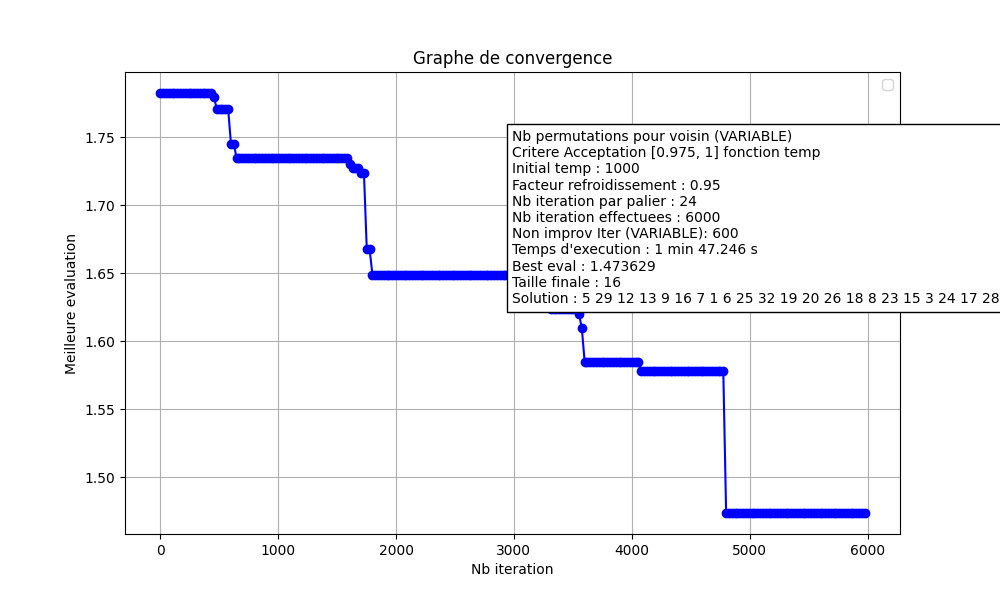 Graphe de convergence
Meilleure evaluation
1.75
1.70
1.65
1.60
1.55
1.50
Nb permutations pour voisin (VARIABLE)
Critere Acceptation [0.975, 1] fonction temp
Initial temp : 1000
Facteur refroidissement : 0.95
Nb iteration par palier : 24
Nb iteration effectuees : 6000
Non improv Iter (VARIABLE): 600
Temps d'execution : 1 min 47.246 s
Best eval : 1.473629
Taille finale : 16
Solution : 5 29 12 13 9 16 7 1 6 25 32 19 20 26 18 8 23 15 3 24 17 28
0 1000 2000 3000 4000 5000 6000
Nb iteration